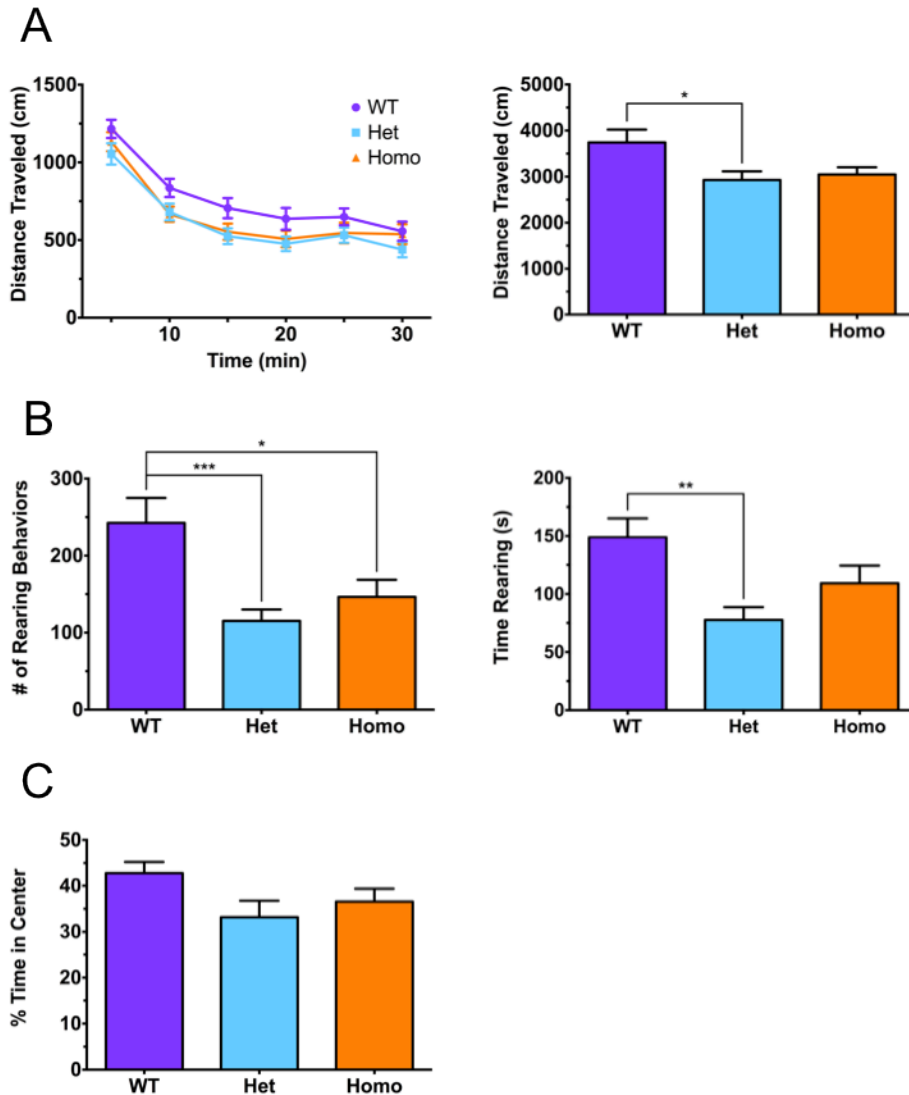 A
1500
1000
500
0
10
20
30
Distance Traveled (cm)
Time (min)
WT
Het
Homo
5000
4000
3000
2000
1000
0
Distance Traveled (cm)
*
WT
Het
Homo
B
300
200
100
0
# of Rearing Behaviors
*
***
WT
Het
Homo
200
150
100
50
0
Time Rearing (s)
**
WT
Het
Homo
C
50
40
30
20
10
0
% Time in Center
WT
Het
Homo